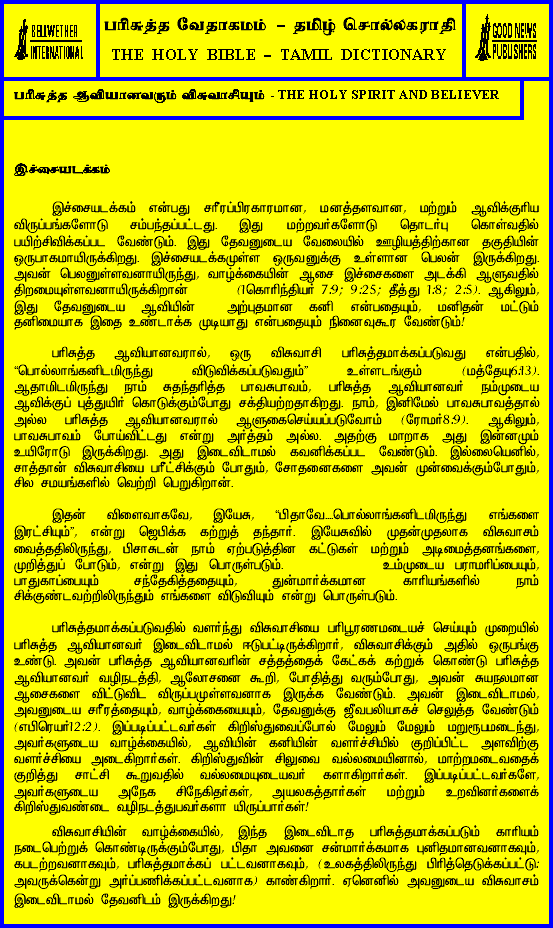 BELLWETHER
INTERNATIONAL
பரிசுத்த வேதாகமம் – தமிழ் சொல்லகராதி
THE HOLY BIBLE – TAMIL DICTIONARY
GOOD NEWS
PUBLISHERS
பரிசுத்த ஆவியானவரும் விசுவாசியும் - THE HOLY SPIRIT AND BELIEVER
இச்சையடக்கம்
இச்சையடக்கம் என்பது சரீரப்பிரகாரமான, மனத்தளவான, மற்றும் ஆவிக்குரிய
விருப்பங்களோடு சம்பந்தப்பட்டது. இது மற்றவர்களோடு தொடர்பு கொள்வதில்
பயிற்சிவிக்கப்பட வேண்டும். இது தேவனுடைய வேலையில் ஊழியத்திற்கான தகுதியின்
ஒருபாகமாயிருக்கிறது. இச்சையடக்கமுள்ள ஒருவனுக்கு உள்ளான பெலன் இருக்கிறது.
அவன் பெலனுள்ளவனாயிருந்து, வாழ்க்கையின் ஆசை இச்சைகளை அடக்கி ஆளுவதில்
திறமையுள்ளவனாயிருக்கிறான் (1கொரிந்தியர் 7:9; 9:25; தீத்து 1:8; 2:5). ஆகிலும்,
இது தேவனுடைய ஆவியின் அற்புதமான கனி என்பதையும், மனிதன் மட்டும்
தனிமையாக இதை உண்டாக்க முடியாது என்பதையும் நினைவுகூர வேண்டும்!
பரிசுத்த ஆவியானவரால், ஒரு விசுவாசி பரிசுத்தமாக்கப்படுவது என்பதில்,
“பொல்லாங்கனிடமிருந்து விடுவிக்கப்படுவதும்” உள்ளடங்கும் (மத்தேயு6:13).
ஆதாமிடமிருந்து நாம் சுதந்தரித்த பாவசுபாவம், பரிசுத்த ஆவியானவர் நம்முடைய
ஆவிக்குப் புத்துயிர் கொடுக்கும்போது சக்தியற்றதாகிறது. நாம், இனிமேல் பாவசுபாவத்தால்
அல்ல பரிசுத்த ஆவியானவரால் ஆளுகைசெய்யப்படுவோம் (ரோமர்8:9). ஆகிலும்,
பாவசுபாவம் போய்விட்டது என்று அர்த்தம் அல்ல. அதற்கு மாறாக அது இன்னமும்
உயிரோடு இருக்கிறது. அது இடைவிடாமல் கவனிக்கப்பட வேண்டும். இல்லையெனில்,
சாத்தான் விசுவாசியை பரீட்சிக்கும் போதும், சோதனைகளை அவன் முன்வைக்கும்போதும்,
சில சமயங்களில் வெற்றி பெறுகிறான்.
இதன் விளைவாகவே, இயேசு, “பிதாவே...பொல்லாங்கனிடமிருந்து எங்களை
இரட்சியும்”, என்று ஜெபிக்க கற்றுத் தந்தார். இயேசுவில் முதன்முதலாக விசுவாசம்
வைத்ததிலிருந்து, பிசாசுடன் நாம் ஏற்படுத்தின கட்டுகள் மற்றும் அடிமைத்தனங்களை,
முறித்துப் போடும், என்று இது பொருள்படும். உம்முடைய பராமரிப்பையும்,
பாதுகாப்பையும் சந்தேகித்ததையும், துன்மார்க்கமான காரியங்களில் நாம்
சிக்குண்டவற்றிலிருந்தும் எங்களை விடுவியும் என்று பொருள்படும்.
பரிசுத்தமாக்கப்படுவதில் வளர்ந்து விசுவாசியை பரிபூரணமடையச் செய்யும் முறையில்
பரிசுத்த ஆவியானவர் இடைவிடாமல் ஈடுபட்டிருக்கிறார், விசுவாசிக்கும் அதில் ஒருபங்கு
உண்டு. அவன் பரிசுத்த ஆவியானவரின் சத்தத்தைக் கேட்கக் கற்றுக் கொண்டு பரிசுத்த
ஆவியானவர் வழிநடத்தி, ஆலோசனை கூறி, போதித்து வரும்போது, அவன் சுயநலமான
ஆசைகளை விட்டுவிட விருப்பமுள்ளவனாக இருக்க வேண்டும். அவன் இடைவிடாமல்,
அவனுடைய சரீரத்தையும், வாழ்க்கையையும், தேவனுக்கு ஜீவபலியாகச் செலுத்த வேண்டும்
(எபிரெயர்12:2). இப்படிப்பட்டவர்கள் கிறிஸ்துவைப்போல் மேலும் மேலும் மறுரூபமடைந்து,
அவர்களுடைய வாழ்க்கையில், ஆவியின் கனியின் வளர்ச்சியில் குறிப்பிட்ட அளவிற்கு
வளர்ச்சியை அடைகிறார்கள். கிறிஸ்துவின் சிலுவை வல்லமையினால், மாற்றமடைவதைக்
குறித்து சாட்சி கூறுவதில் வல்லமையுடையவர் களாகிறார்கள். இப்படிப்பட்டவர்களே,
அவர்களுடைய அநேக சிநேகிதர்கள், அயலகத்தார்கள் மற்றும் உறவினர்களைக்
கிறிஸ்துவண்டை வழிநடத்துபவர்களா யிருப்பார்கள்!
விசுவாசியின் வாழ்க்கையில், இந்த இடைவிடாத பரிசுத்தமாக்கப்படும் காரியம்
நடைபெற்றுக் கொண்டிருக்கும்போது, பிதா அவனை சன்மார்க்கமாக புனிதமானவனாகவும்,
கபடற்றவனாகவும், பரிசுத்தமாக்கப் பட்டவனாகவும், (உலகத்திலிருந்து பிரித்தெடுக்கப்பட்டு;
அவருக்கென்று அர்ப்பணிக்கப்பட்டவனாக) காண்கிறார். ஏனெனில் அவனுடைய விசுவாசம்
இடைவிடாமல் தேவனிடம் இருக்கிறது!